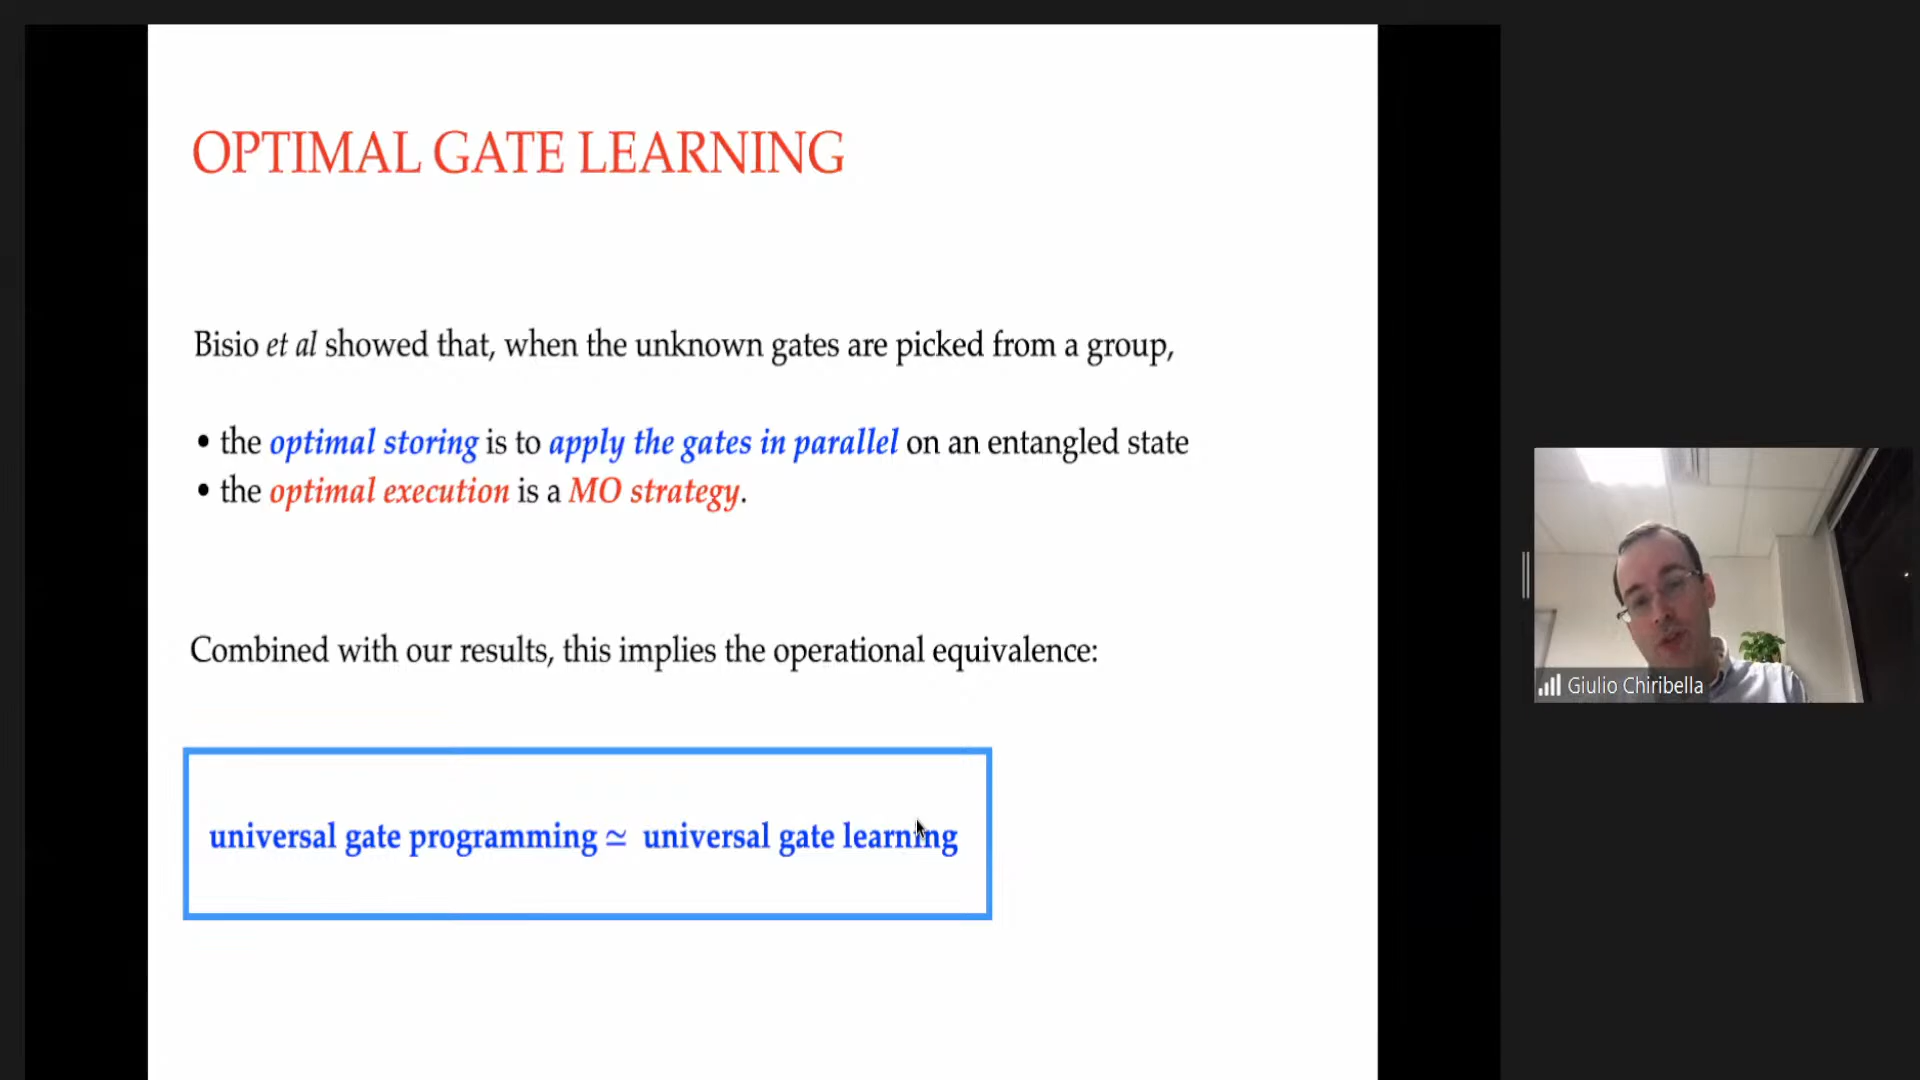 OPTIMAL GATE LEARNING
Bisio et al showed that, when the unknown gates are picked from a group,
• the optimal storing is to apply the gates in parallel on an entangled state
• the optimal execution is a MO strategy.
Combined with our results, this implies the operational equivalence:
universal gate programming ≃ universal gate learning
Giulio Chiribella